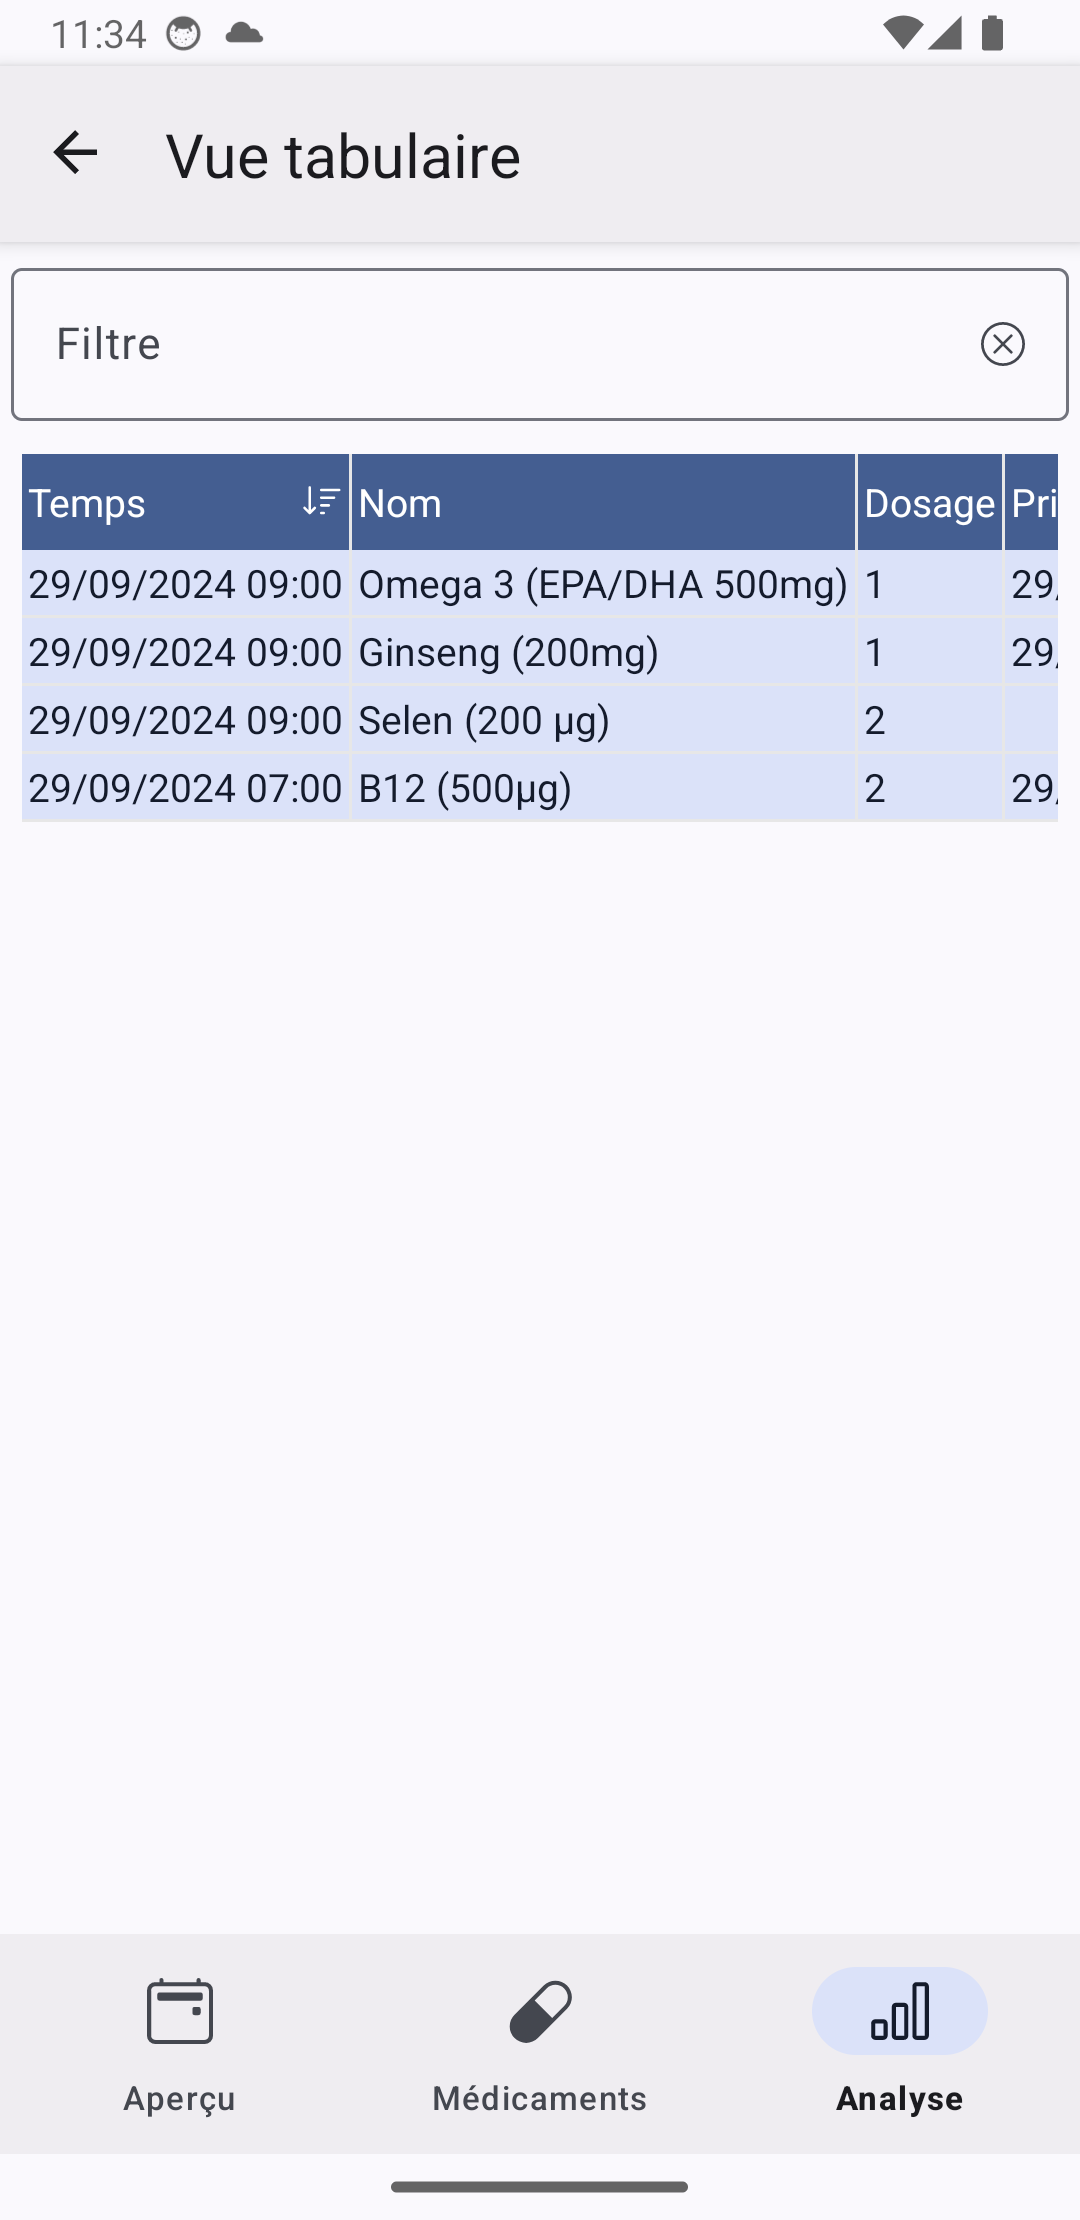 11:34
Vue tabulaire
Filtre
Temps Nom Dosage Pri
29/09/2024 09:00 Omega 3 (EPA/DHA 500mg) 1 29/
29/09/2024 09:00 Ginseng (200mg) 1 29/
29/09/2024 09:00 Selen (200 µg) 2
29/09/2024 07:00 B12 (500µg) 2 29/
Aperçu Médicaments Analyse